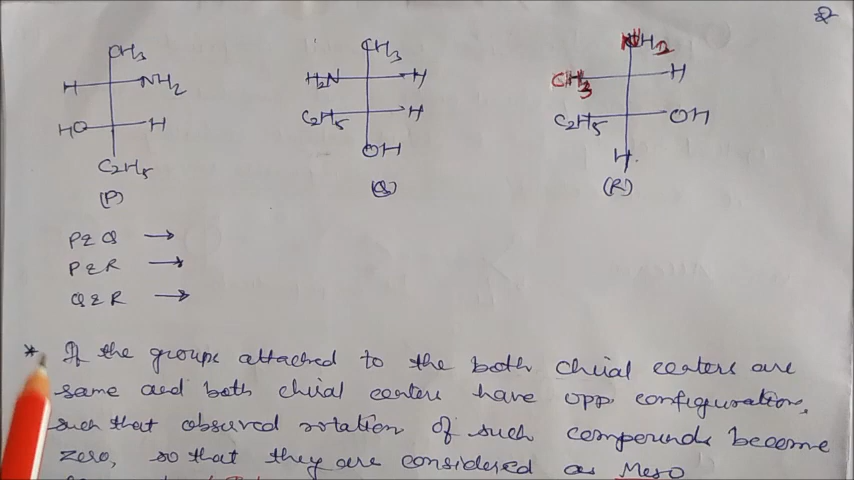 2
CH3 CH3 NH2
H NH2 H2N H CH3 H
HO H C2H5 H C2H5 OH
C2H5 OH H
(P) (Q) (R)
P & Q →
P & R →
Q & R →
* If the groups attached to the both chiral centers are
same and both chiral centers have opp configuration,
such that observed rotation of such compounds become
zero, so that they are considered as Meso